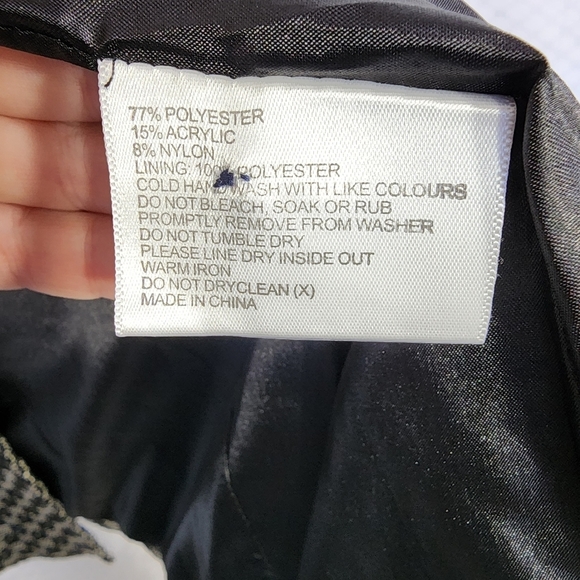 77% POLYESTER
15% ACRYLIC
8% NYLON
LINING: 100% POLYESTER
COLD HAND WASH WITH LIKE COLOURS
DO NOT BLEACH, SOAK OR RUB
PROMPTLY REMOVE FROM WASHER
DO NOT TUMBLE DRY
PLEASE LINE DRY INSIDE OUT
WARM IRON
DO NOT DRYCLEAN (X)
MADE IN CHINA